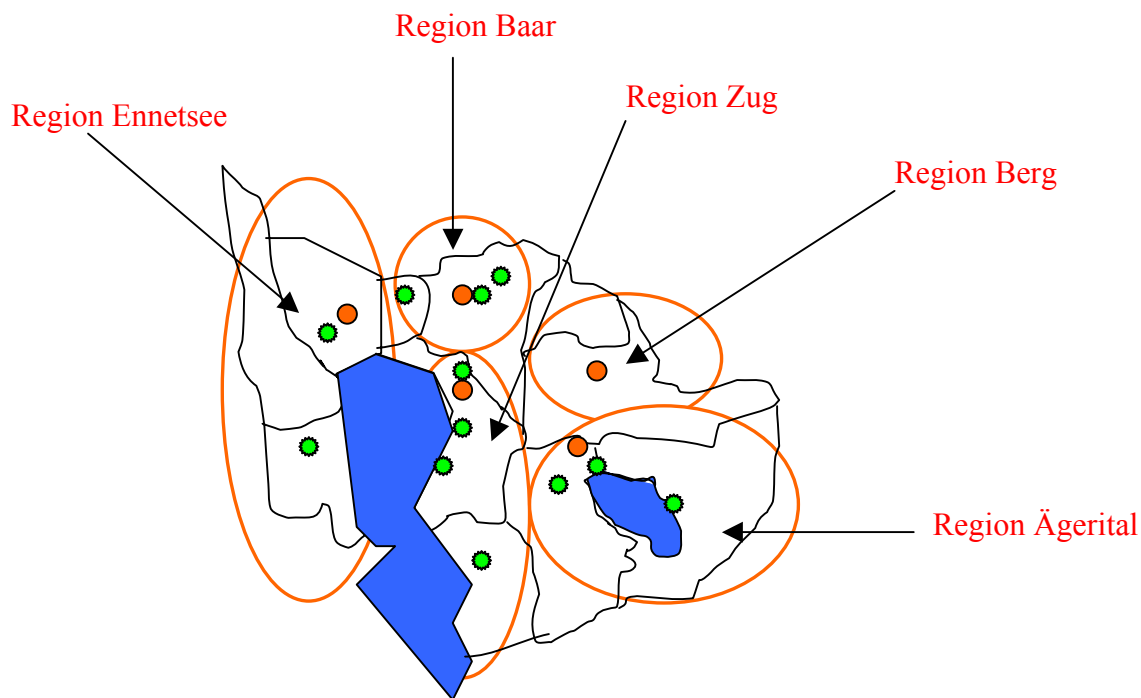 Region Baar
Region Zug
Region Ennetsee
Region Berg
Region Ägerital